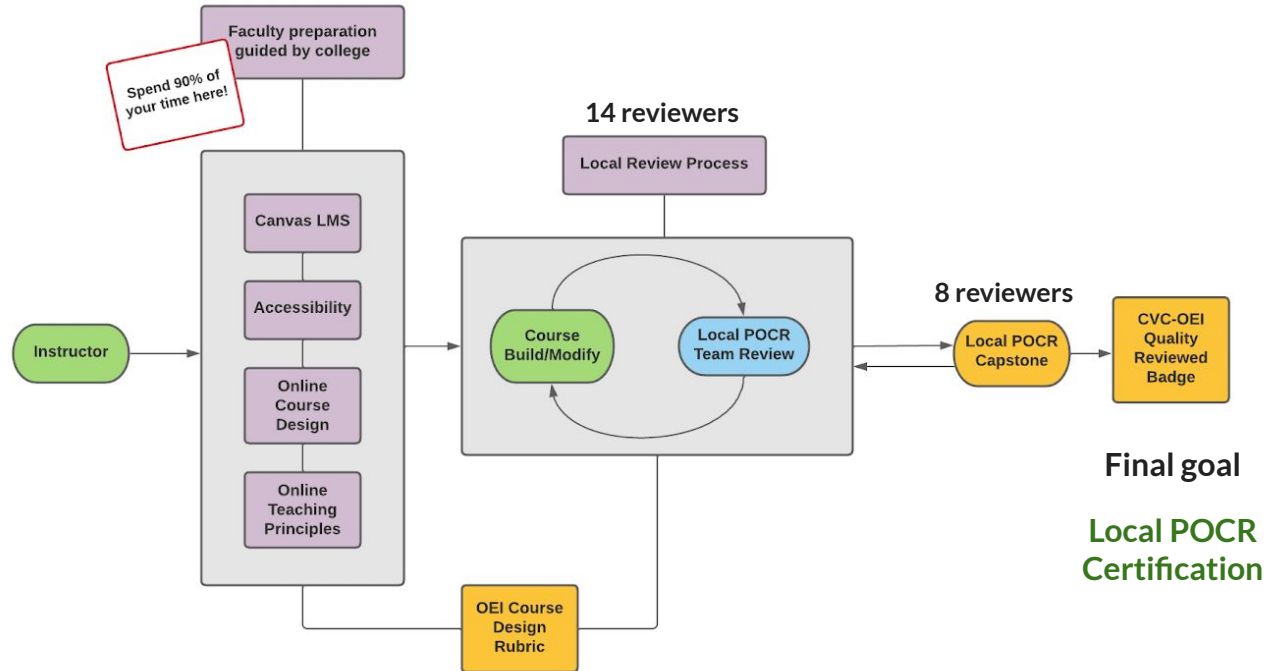 Faculty preparation
guided by college
Spend 90% of
your time here!
14 reviewers
Local Review Process
Canvas LMS
Accessibility
Online
Course
Design
Online
Teaching
Principles
Instructor
Course
Build/Modify
Local POCR
Team Review
8 reviewers
Local POCR
Capstone
CVC-OEI
Quality
Reviewed
Badge
Final goal
Local POCR
Certification
OEI Course
Design
Rubric